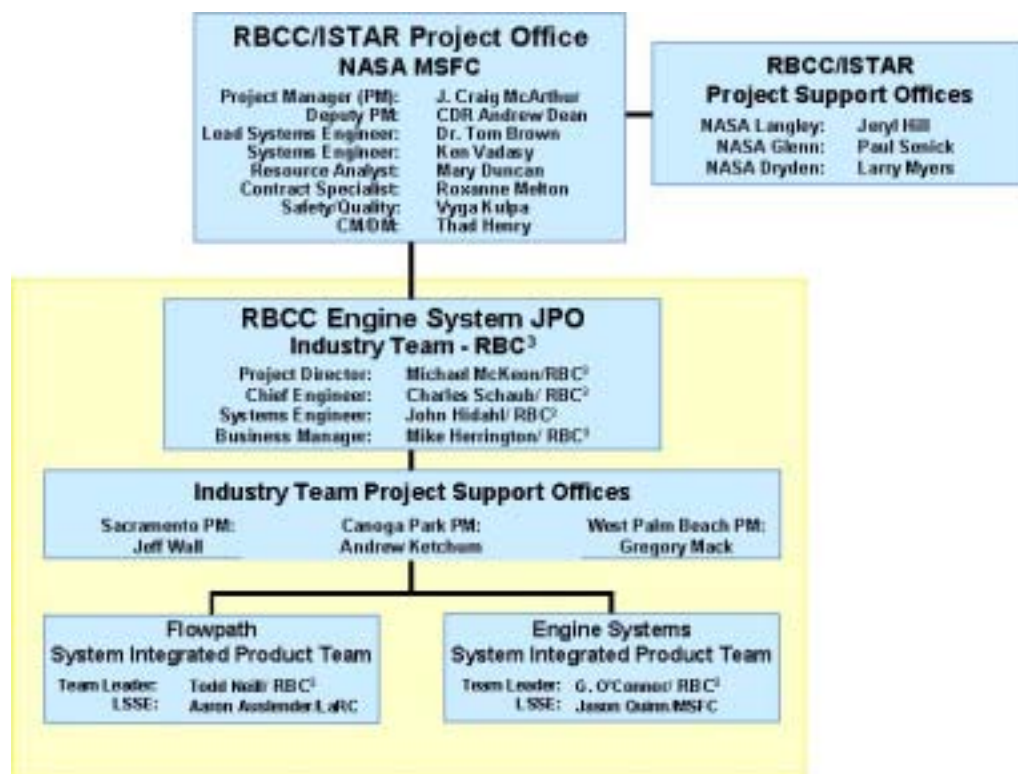 RBCC/ISTAR Project Office
NASA MSFC
Project Manager (PM): J. Craig McArthur
Deputy PM: CDR Andrew Dean
Lead Systems Engineer: Dr. Tom Brown
Systems Engineer: Ken Vadasy
Resource Analyst: Mary Duncan
Contract Specialist: Roxanne Melton
Safety/Quality: Vyga Kulpa
CM/DM: Thad Henry
RBCC/ISTAR
Project Support Offices
NASA Langley: Jeryl Hill
NASA Glenn: Paul Senick
NASA Dryden: Larry Myers
RBCC Engine System JPO
Industry Team - RBC³
Project Director: Michael McKeon/RBC³
Chief Engineer: Charles Schaub/ RBC³
Systems Engineer: John Hidahl/ RBC³
Business Manager: Mike Herrington/ RBC³
Industry Team Project Support Offices
Sacramento PM: Canoga Park PM: West Palm Beach PM:
Jeff Wall Andrew Ketchum Gregory Mack
Flowpath
System Integrated Product Team
Team Leader: Todd Neill/ RBC³
LSSE: Aaron Auslender/LaRC
Engine Systems
System Integrated Product Team
Team Leader: G. O'Connor/ RBC³
LSSE: Jason Quinn/MSFC